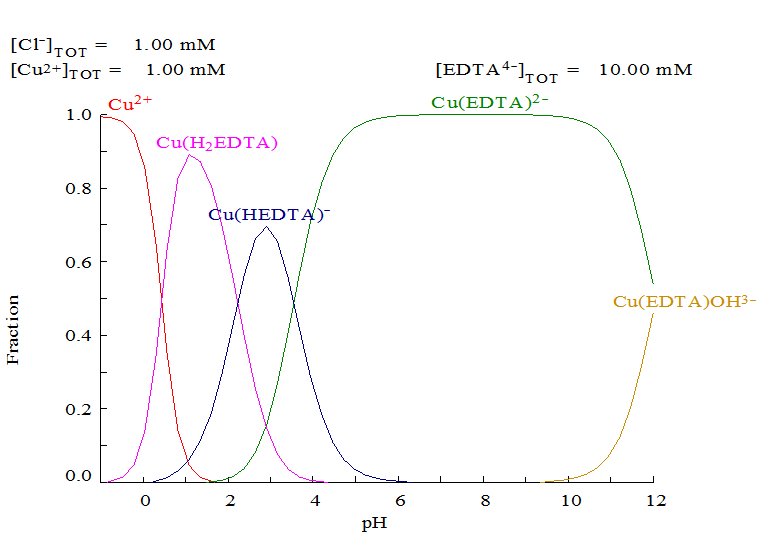 [Cl⁻]TOT = 1.00 mM
[Cu²⁺]TOT = 1.00 mM [EDTA⁴⁻]TOT = 10.00 mM
Cu²⁺ Cu(EDTA)²⁻
1.0
Cu(H₂EDTA)
0.8
Cu(HEDTA)⁻
0.6
Cu(EDTA)OH³⁻
Fraction
0.4
0.2
0.0
0 2 4 6 8 10 12
pH